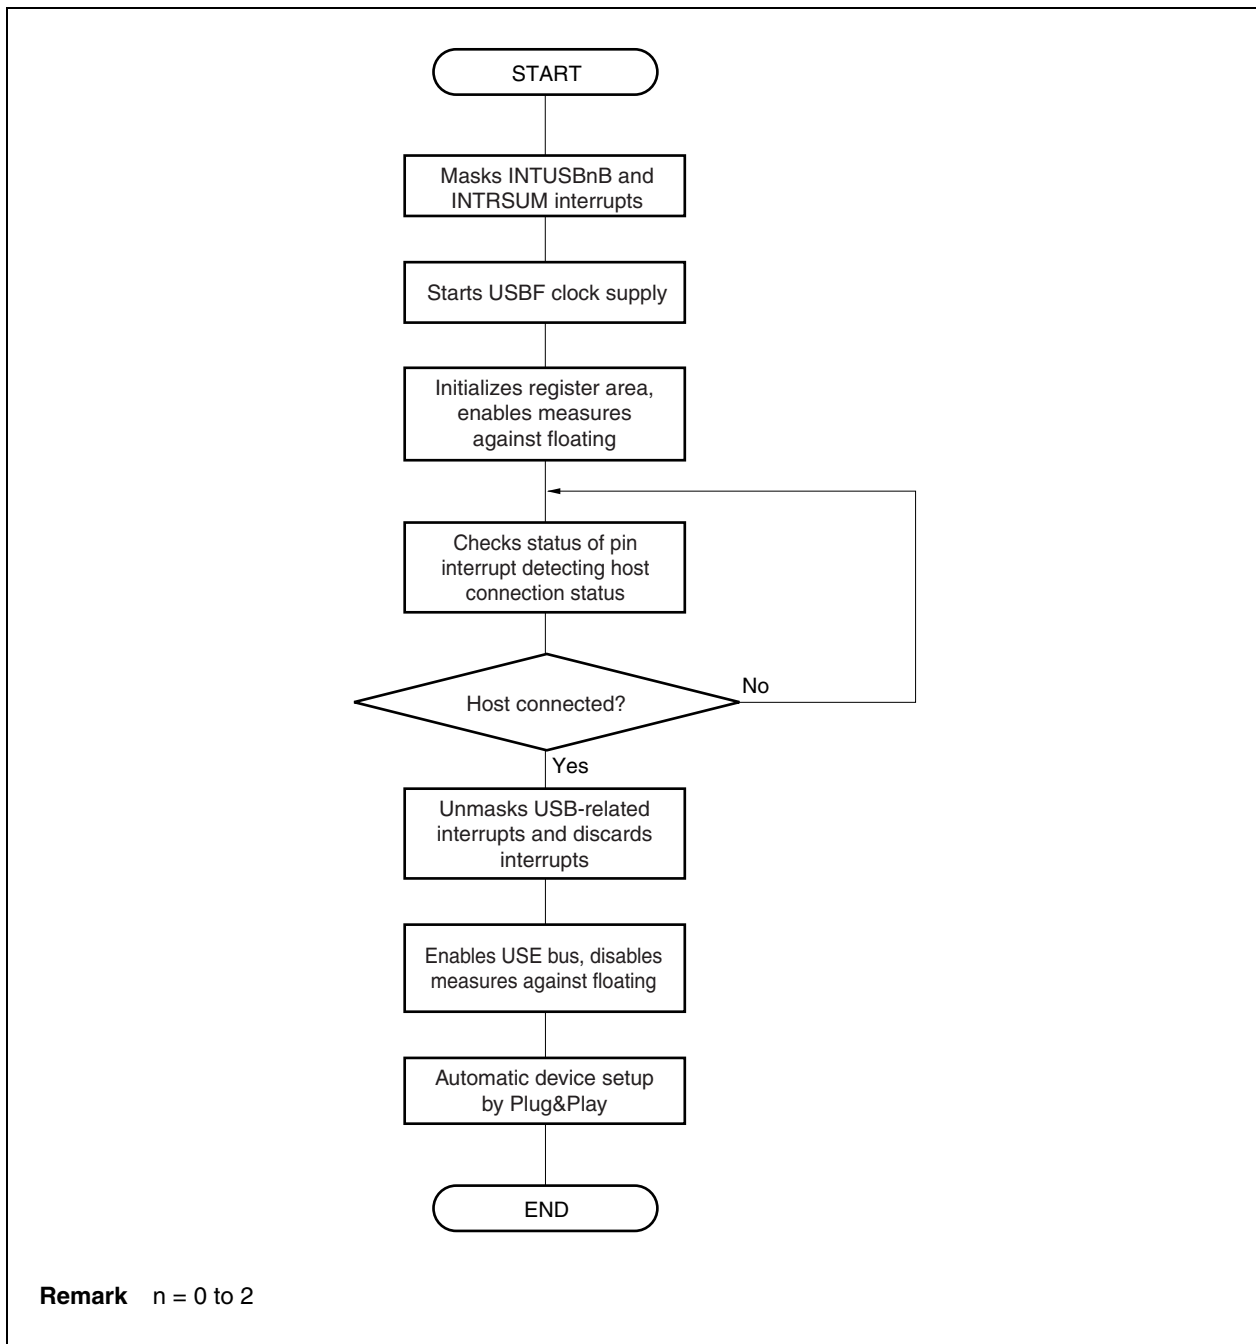 START
Masks INTUSBnB and
INTRSUM interrupts
Starts USBF clock supply
Initializes register area,
enables measures
against floating
Checks status of pin
interrupt detecting host
connection status
Host connected?
No
Yes
Unmasks USB-related
interrupts and discards
interrupts
Enables USE bus, disables
measures against floating
Automatic device setup
by Plug&Play
END
Remark n = 0 to 2